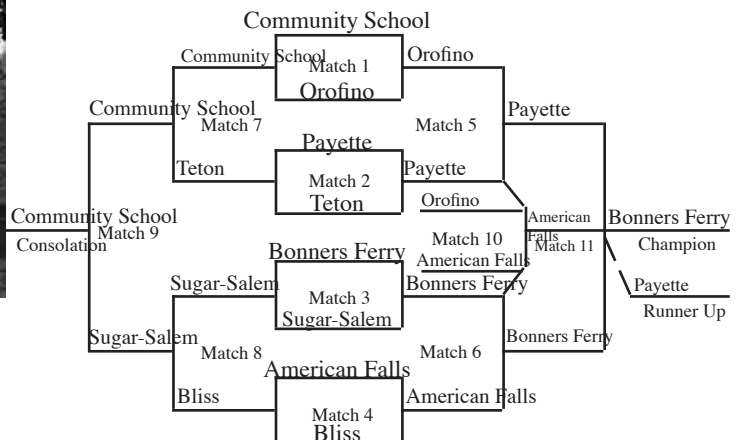 Community School
Community School
Match 1
Orofino
Orofino
Community School
Match 7
Match 5
Payette
Payette
Teton
Match 2
Payette
Teton
Orofino
Community School
Match 9
Consolation
Match 10
American Falls
American
Falls
Match 11
Bonners Ferry
Champion
Bonners Ferry
Sugar-Salem
Match 3
Bonners Ferry
Sugar-Salem
Payette
Runner Up
Sugar-Salem
Match 8
Match 6
Bonners Ferry
American Falls
Bliss
Match 4
American Falls
Bliss